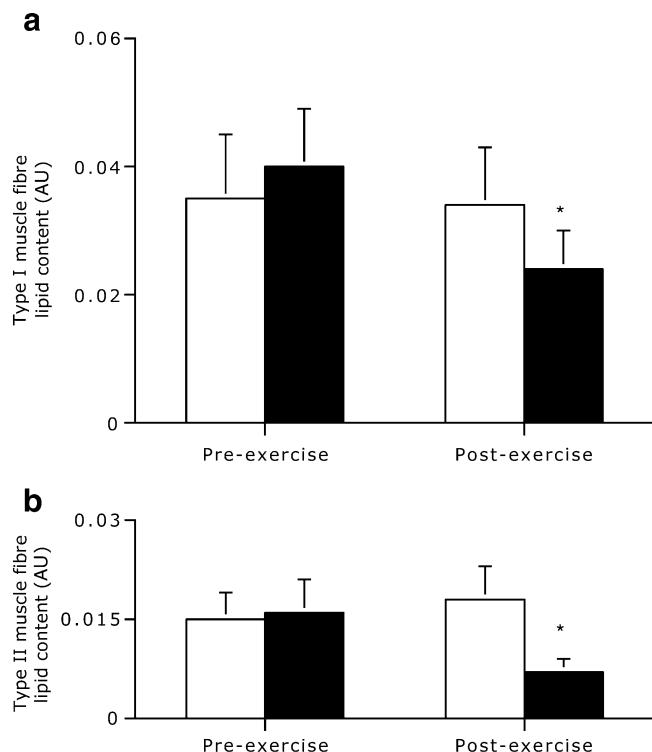 a
0.06
0.04
0.02
0
Type I muscle fibre
lipid content (AU)
*
Pre-exercise
Post-exercise
b
0.03
0.015
0
Type II muscle fibre
lipid content (AU)
*
Pre-exercise
Post-exercise